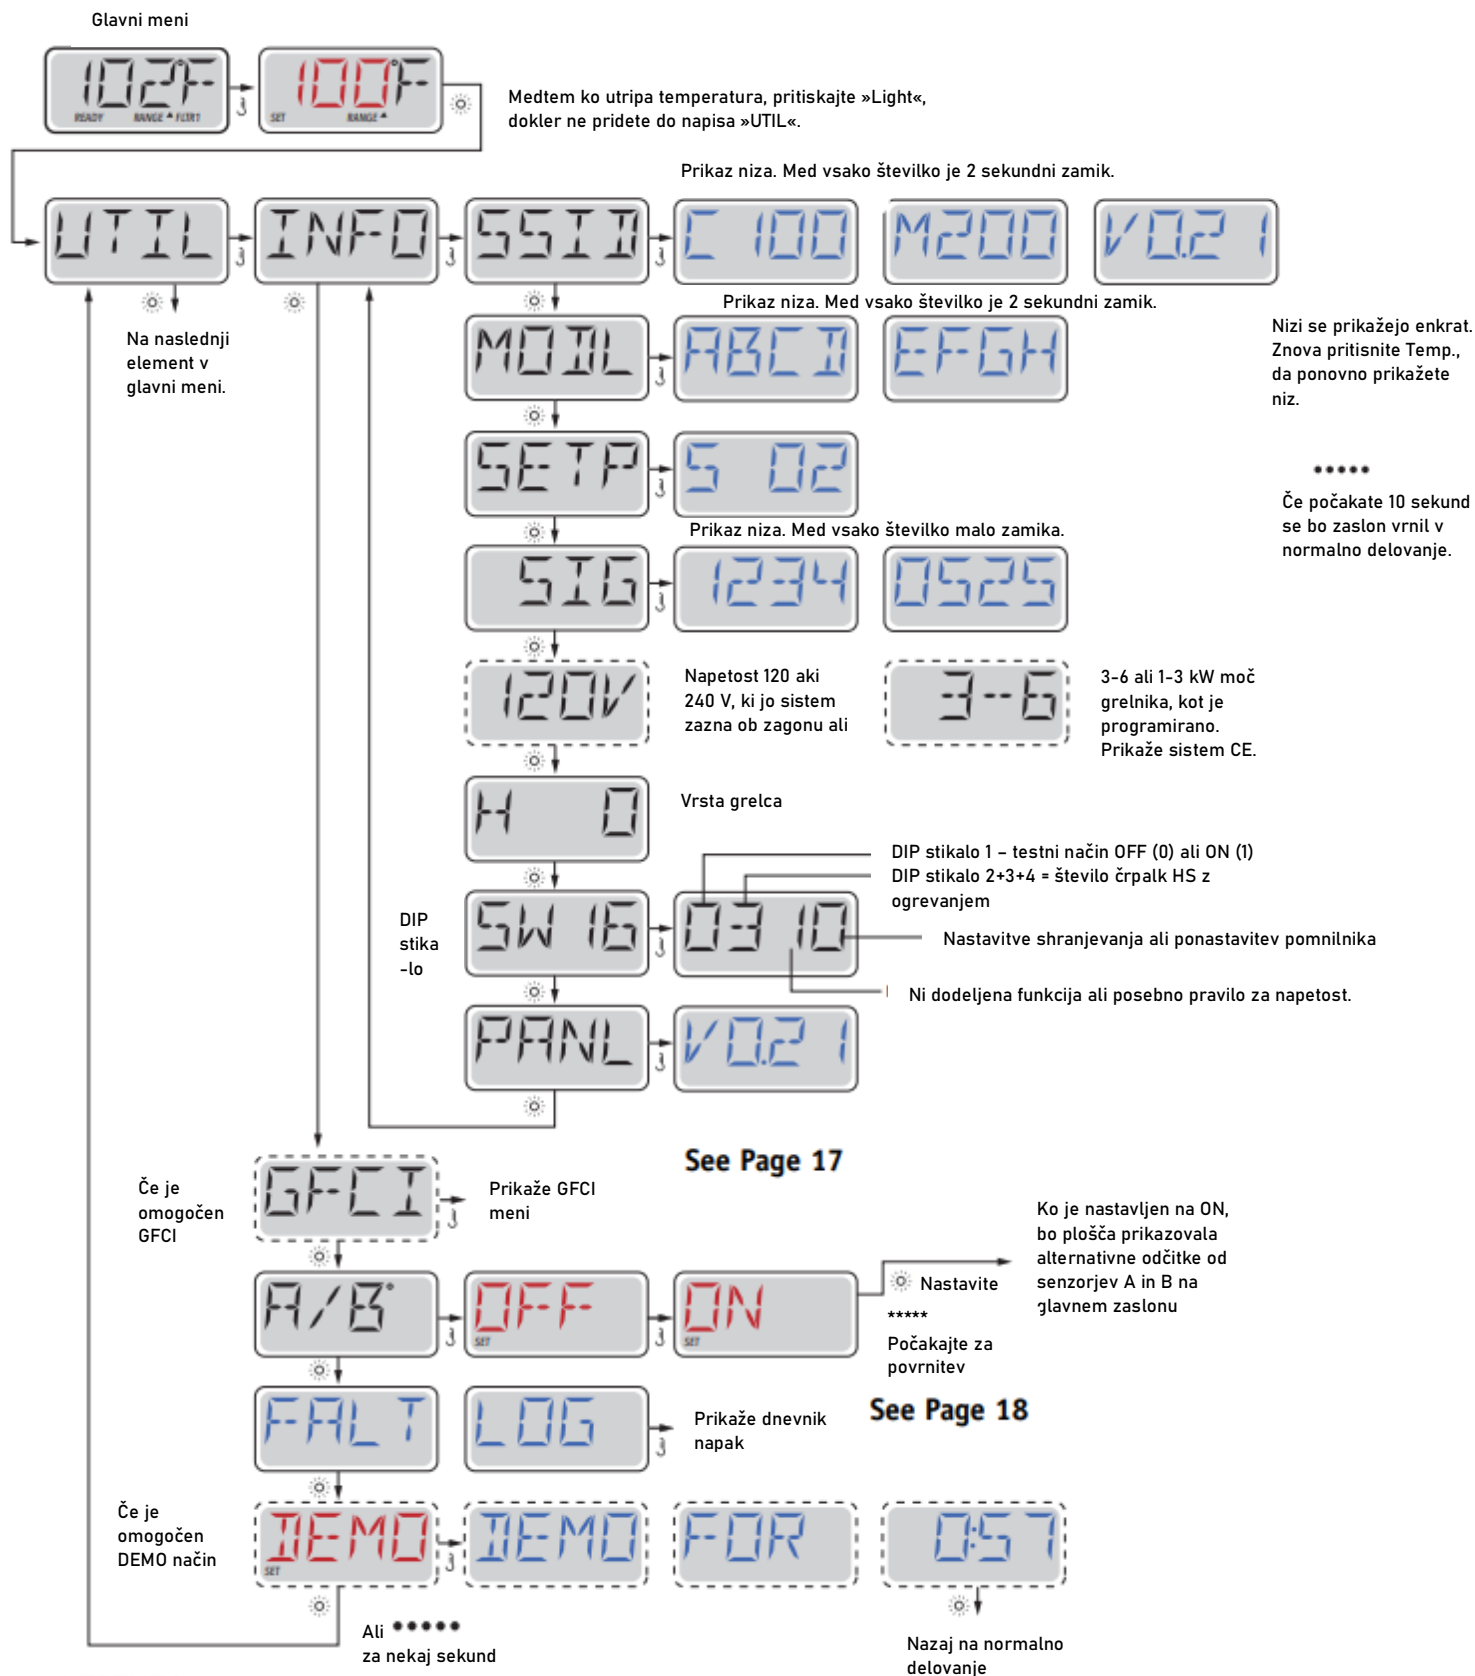 Glavni meni
102°F
READY RANGE FLTR1
100°F
SET RANGE
Medtem ko utripa temperatura, pritiskajte »Light«,
dokler ne pridete do napisa »UTIL«.
Prikaz niza. Med vsako številko je 2 sekundni zamik.
UTIL
INFO
SSID
C 100
M200
V0.21
Na naslednji
element v
glavni meni.
Prikaz niza. Med vsako številko je 2 sekundni zamik.
MODL
ABCD
EFGH
Nizi se prikažejo enkrat.
Znova pritisnite Temp.,
da ponovno prikažete
niz.
SETP
S 02
•••••
Če počakate 10 sekund
se bo zaslon vrnil v
normalno delovanje.
Prikaz niza. Med vsako številko malo zamika.
SIG
1234
0525
120V
Napetost 120 aki
240 V, ki jo sistem
zazna ob zagonu ali
3--6
3-6 ali 1-3 kW moč
grelnika, kot je
programirano.
Prikaže sistem CE.
H 0
Vrsta grelca
DIP stikalo 1 – testni način OFF (0) ali ON (1)
DIP stikalo 2+3+4 = število črpalk HS z
ogrevanjem
DIP
stika
-lo
SW 16
0310
Nastavitve shranjevanja ali ponastavitev pomnilnika
Ni dodeljena funkcija ali posebno pravilo za napetost.
PANL
V0.21
See Page 17
Če je
omogočen
GFCI
GFCI
Prikaže GFCI
meni
Ko je nastavljen na ON,
bo plošča prikazovala
alternativne odčitke od
senzorjev A in B na
glavnem zaslonu
A/B°
OFF
SET
ON
SET
Nastavite
*****
Počakajte za
povrnitev
See Page 18
FALT
LOG
Prikaže dnevnik
napak
Če je
omogočen
DEMO način
DEMO
SET
DEMO
FOR
0:57
Ali •••••
za nekaj sekund
Nazaj na normalno
delovanje